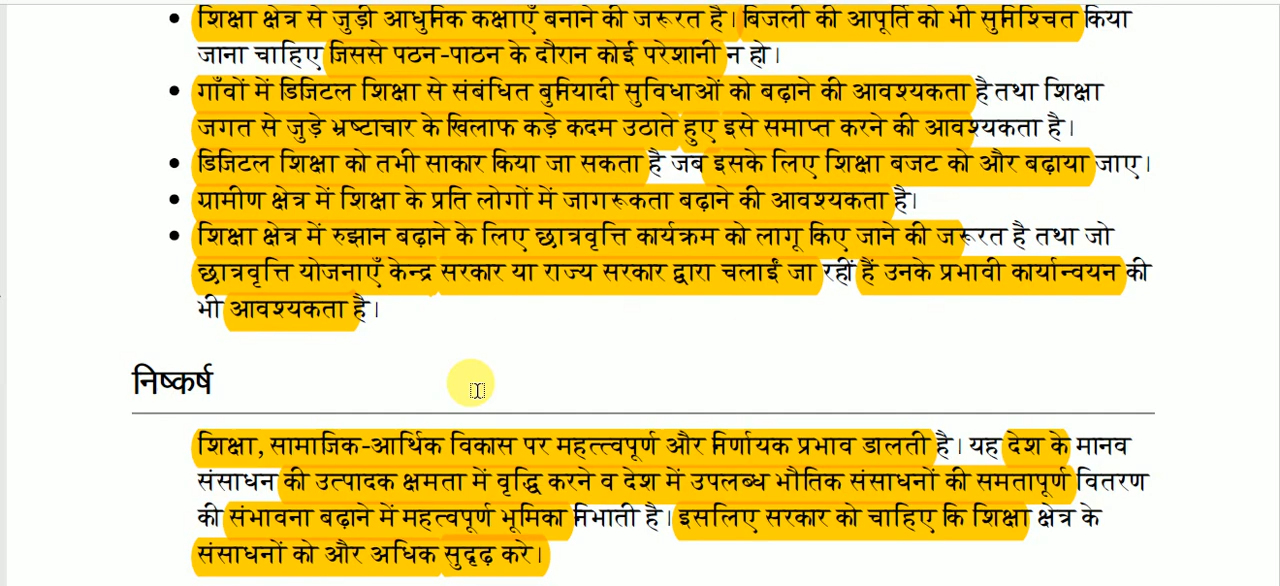 • शिक्षा क्षेत्र से जुड़ी आधुनिक कक्षाएँ बनाने की जरूरत है। बिजली की आपूर्ति को भी सुनिश्चित किया
जाना चाहिए जिससे पठन-पाठन के दौरान कोई परेशानी न हो।
• गाँवों में डिजिटल शिक्षा से संबंधित बुनियादी सुविधाओं को बढ़ाने की आवश्यकता है तथा शिक्षा
जगत से जुड़े भ्रष्टाचार के खिलाफ कड़े कदम उठाते हुए इसे समाप्त करने की आवश्यकता है।
• डिजिटल शिक्षा को तभी साकार किया जा सकता है जब इसके लिए शिक्षा बजट को और बढ़ाया जाए।
• ग्रामीण क्षेत्र में शिक्षा के प्रति लोगों में जागरूकता बढ़ाने की आवश्यकता है।
• शिक्षा क्षेत्र में रुझान बढ़ाने के लिए छात्रवृत्ति कार्यक्रम को लागू किए जाने की जरूरत है तथा जो
छात्रवृत्ति योजनाएँ केन्द्र सरकार या राज्य सरकार द्वारा चलाईं जा रहीं हैं उनके प्रभावी कार्यान्वयन की
भी आवश्यकता है।
निष्कर्ष
शिक्षा, सामाजिक-आर्थिक विकास पर महत्त्वपूर्ण और निर्णायक प्रभाव डालती है। यह देश के मानव
संसाधन की उत्पादक क्षमता में वृद्धि करने व देश में उपलब्ध भौतिक संसाधनों की समतापूर्ण वितरण
की संभावना बढ़ाने में महत्वपूर्ण भूमिका निभाती है। इसलिए सरकार को चाहिए कि शिक्षा क्षेत्र के
संसाधनों को और अधिक सुदृढ़ करे।